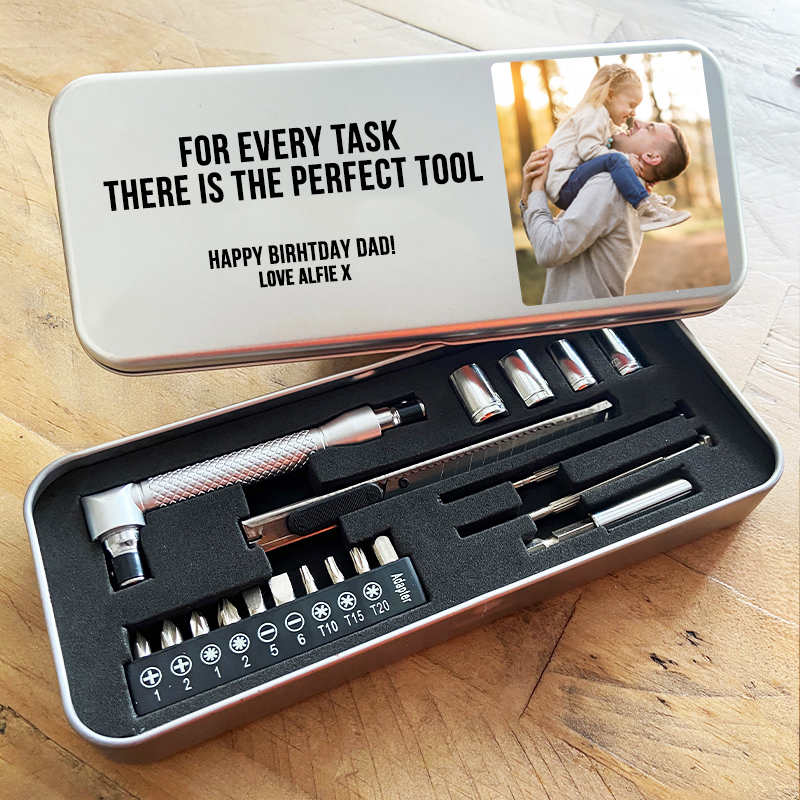 FOR EVERY TASK
THERE IS THE PERFECT TOOL
HAPPY BIRHTDAY DAD!
LOVE ALFIE X
1 2 1 2 5 6 T10 T15 T20 Adapter